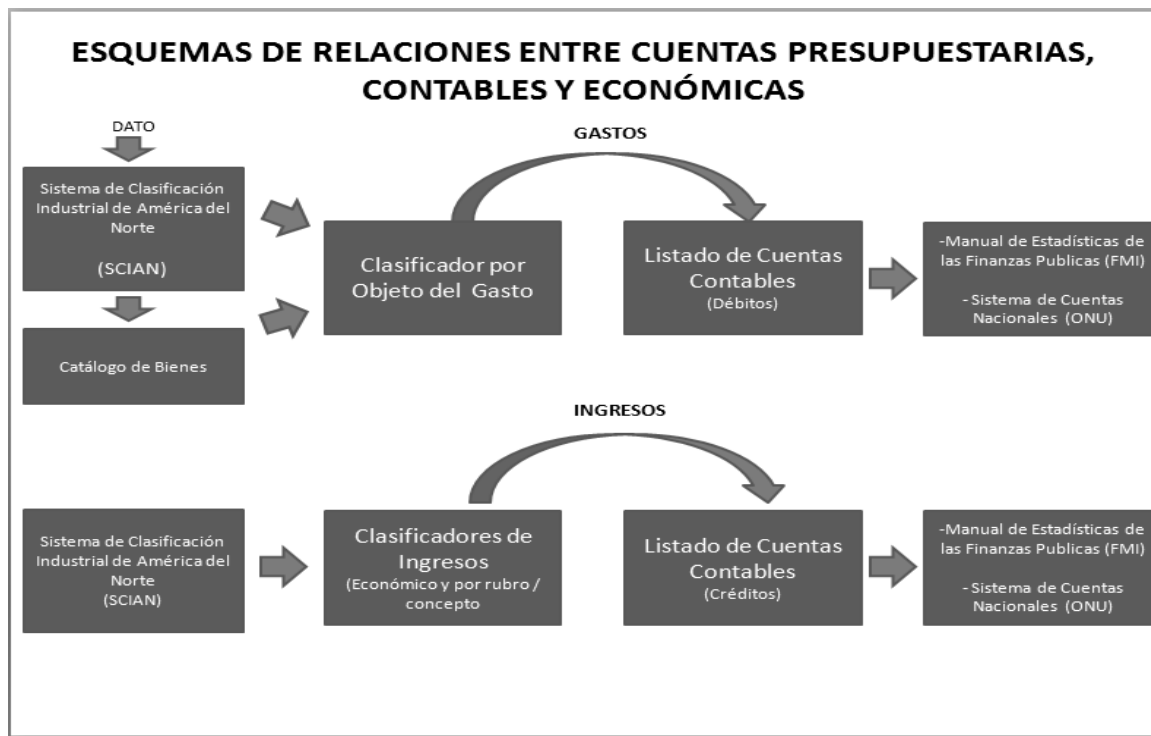 ESQUEMAS DE RELACIONES ENTRE CUENTAS PRESUPUESTARIAS,
CONTABLES Y ECONÓMICAS
DATO
GASTOS
Sistema de Clasificación
Industrial de América del
Norte
(SCIAN)
Clasificador por
Objeto del Gasto
Listado de Cuentas
Contables
(Débitos)
-Manual de Estadísticas de
las Finanzas Publicas (FMI)
- Sistema de Cuentas
Nacionales (ONU)
Catálogo de Bienes
INGRESOS
Sistema de Clasificación
Industrial de América del
Norte
(SCIAN)
Clasificadores de
Ingresos
(Económico y por rubro /
concepto
Listado de Cuentas
Contables
(Créditos)
-Manual de Estadísticas de
las Finanzas Publicas (FMI)
- Sistema de Cuentas
Nacionales (ONU)